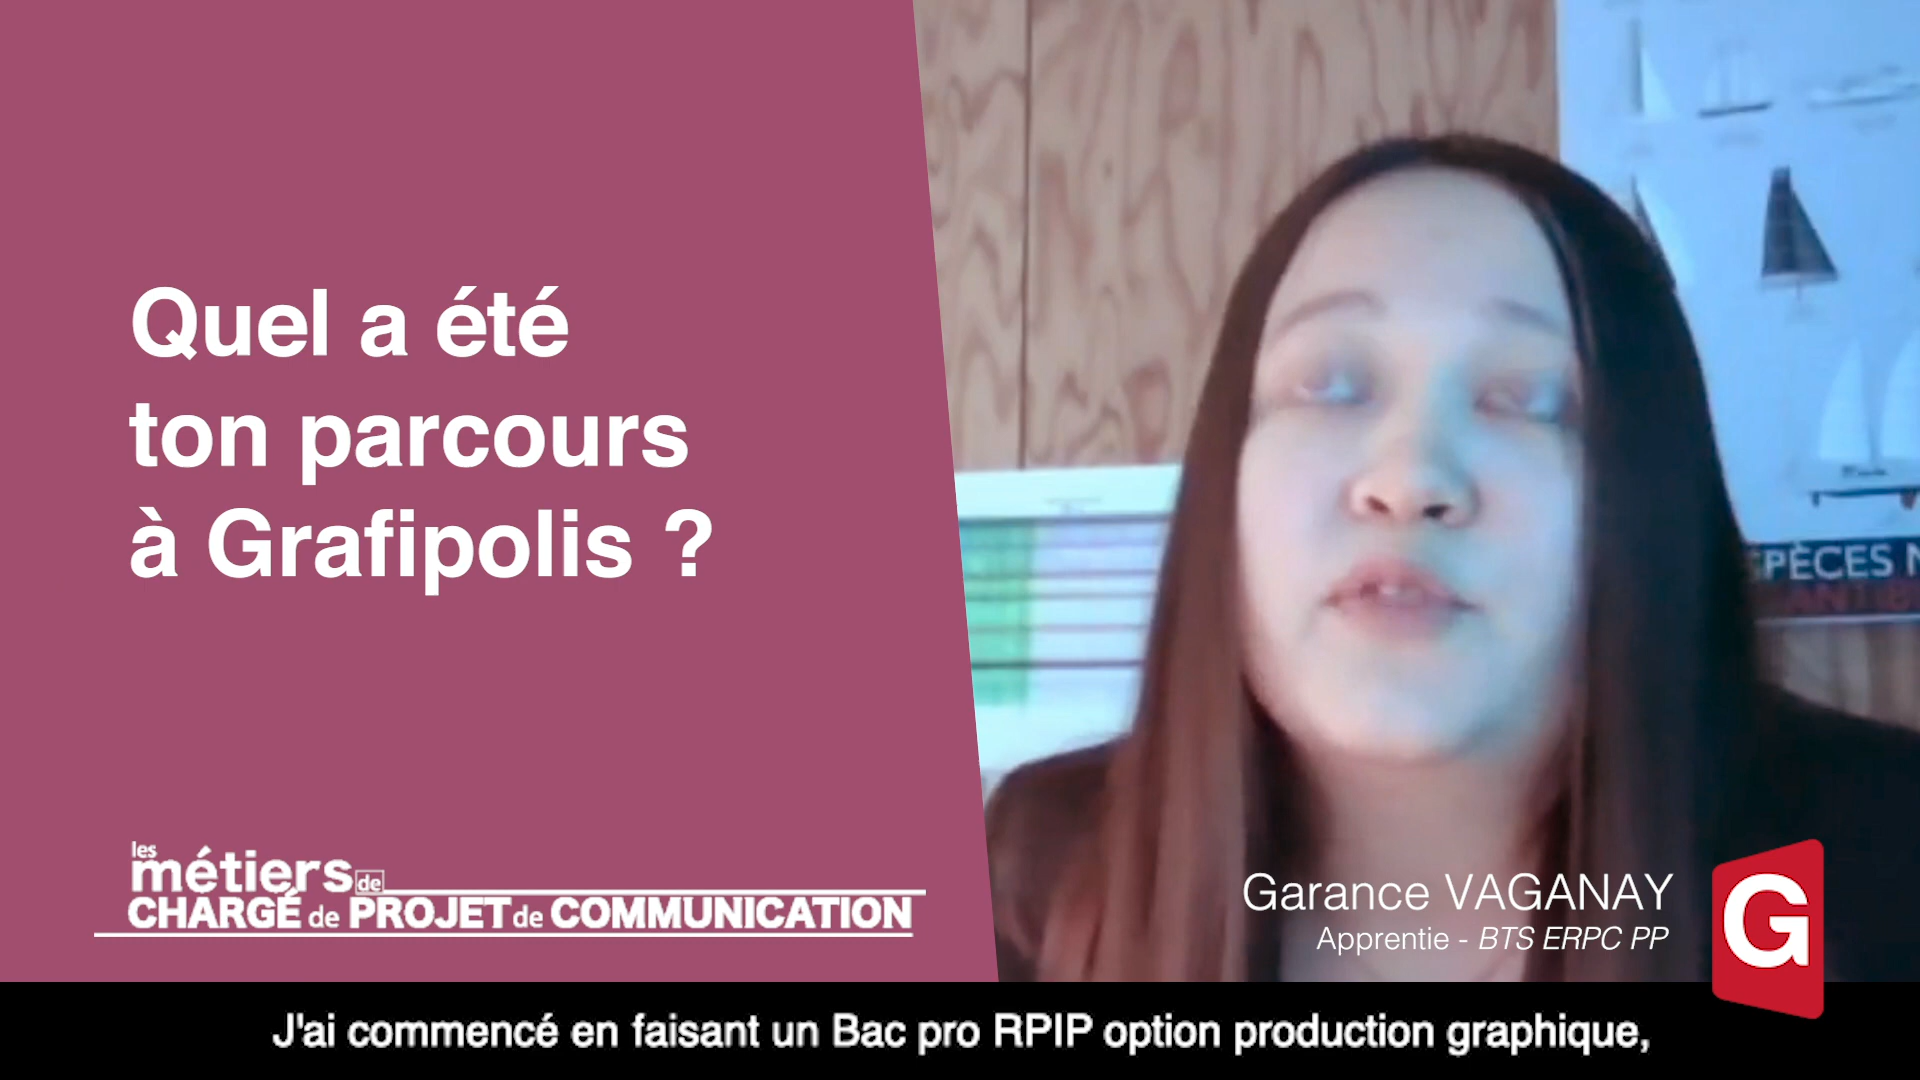 Quel a été
ton parcours
à Grafipolis ?
les
métiers de
CHARGÉ de PROJET de COMMUNICATION
PÈCES
Garance VAGANAY
Apprentie - BTS ERPC PP
G
J'ai commencé en faisant un Bac pro RPIP option production graphique,